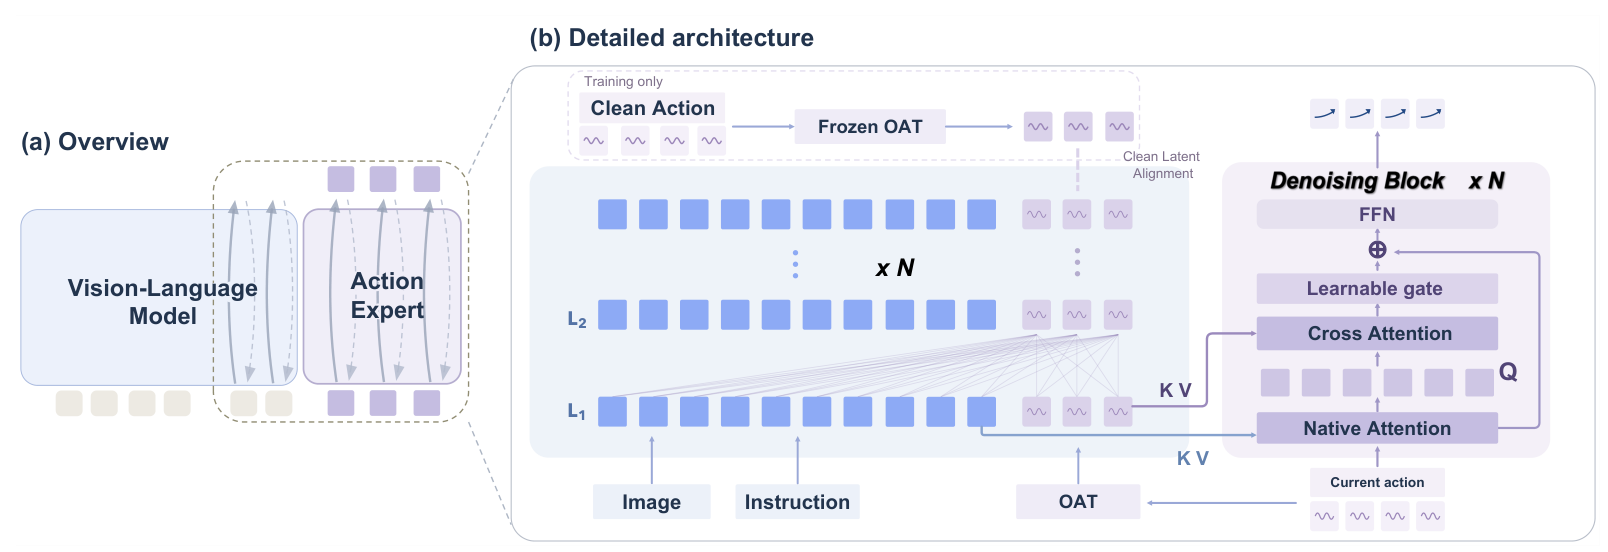 (a) Overview
Vision-Language
Model
Action
Expert
(b) Detailed architecture
Training only
Clean Action
Frozen OAT
Clean Latent
Alignment
x N
L2
L1
K V
K V
Image
Instruction
OAT
Denoising Block x N
FFN
Learnable gate
Cross Attention
Q
Native Attention
Current action